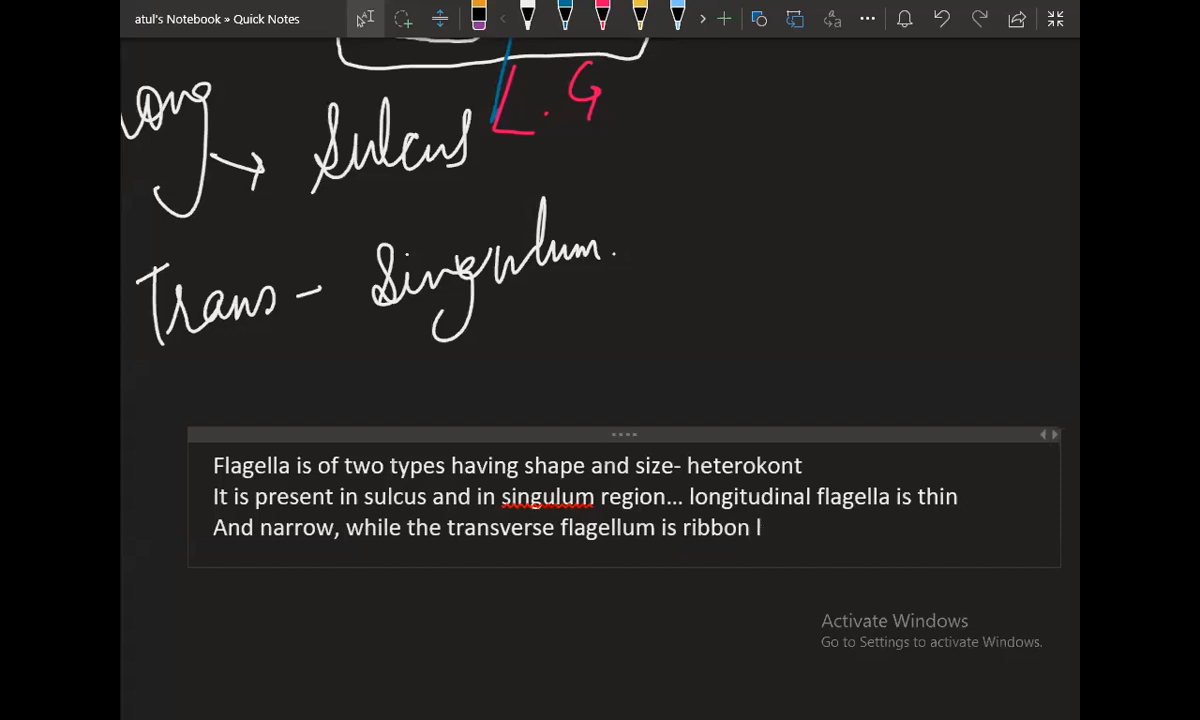 atul's Notebook » Quick Notes
L. G
long → Sulcus
Trans - Singulum.
Flagella is of two types having shape and size- heterokont
It is present in sulcus and in singulum region... longitudinal flagella is thin
And narrow, while the transverse flagellum is ribbon l
Activate Windows
Go to Settings to activate Windows.